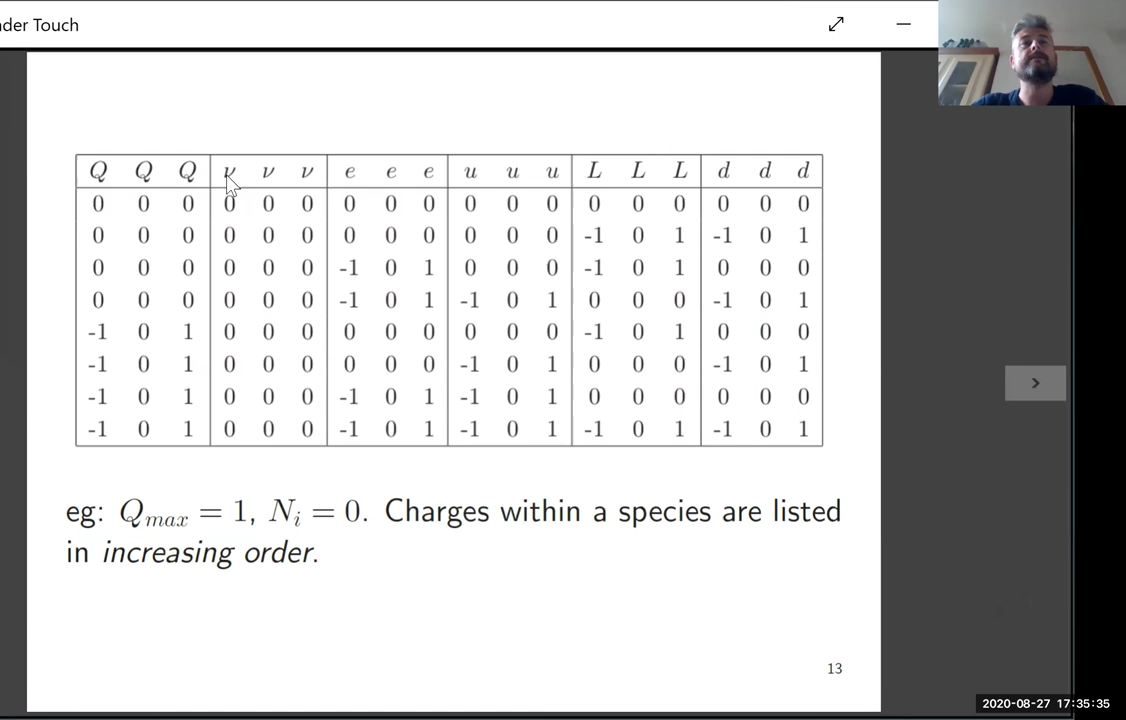 nder Touch
Q Q Q ν ν ν e e e u u u L L L d d d
0 0 0 0 0 0 0 0 0 0 0 0 0 0 0 0 0 0
0 0 0 0 0 0 0 0 0 0 0 0 -1 0 1 -1 0 1
0 0 0 0 0 0 -1 0 1 0 0 0 -1 0 1 0 0 0
0 0 0 0 0 0 -1 0 1 -1 0 1 0 0 0 -1 0 1
-1 0 1 0 0 0 0 0 0 0 0 0 -1 0 1 0 0 0
-1 0 1 0 0 0 0 0 0 -1 0 1 0 0 0 -1 0 1
-1 0 1 0 0 0 -1 0 1 -1 0 1 0 0 0 0 0 0
-1 0 1 0 0 0 -1 0 1 -1 0 1 -1 0 1 -1 0 1
eg: Q_{max} = 1, N_i = 0. Charges within a species are listed
in increasing order.
13
2020-08-27 17:35:35